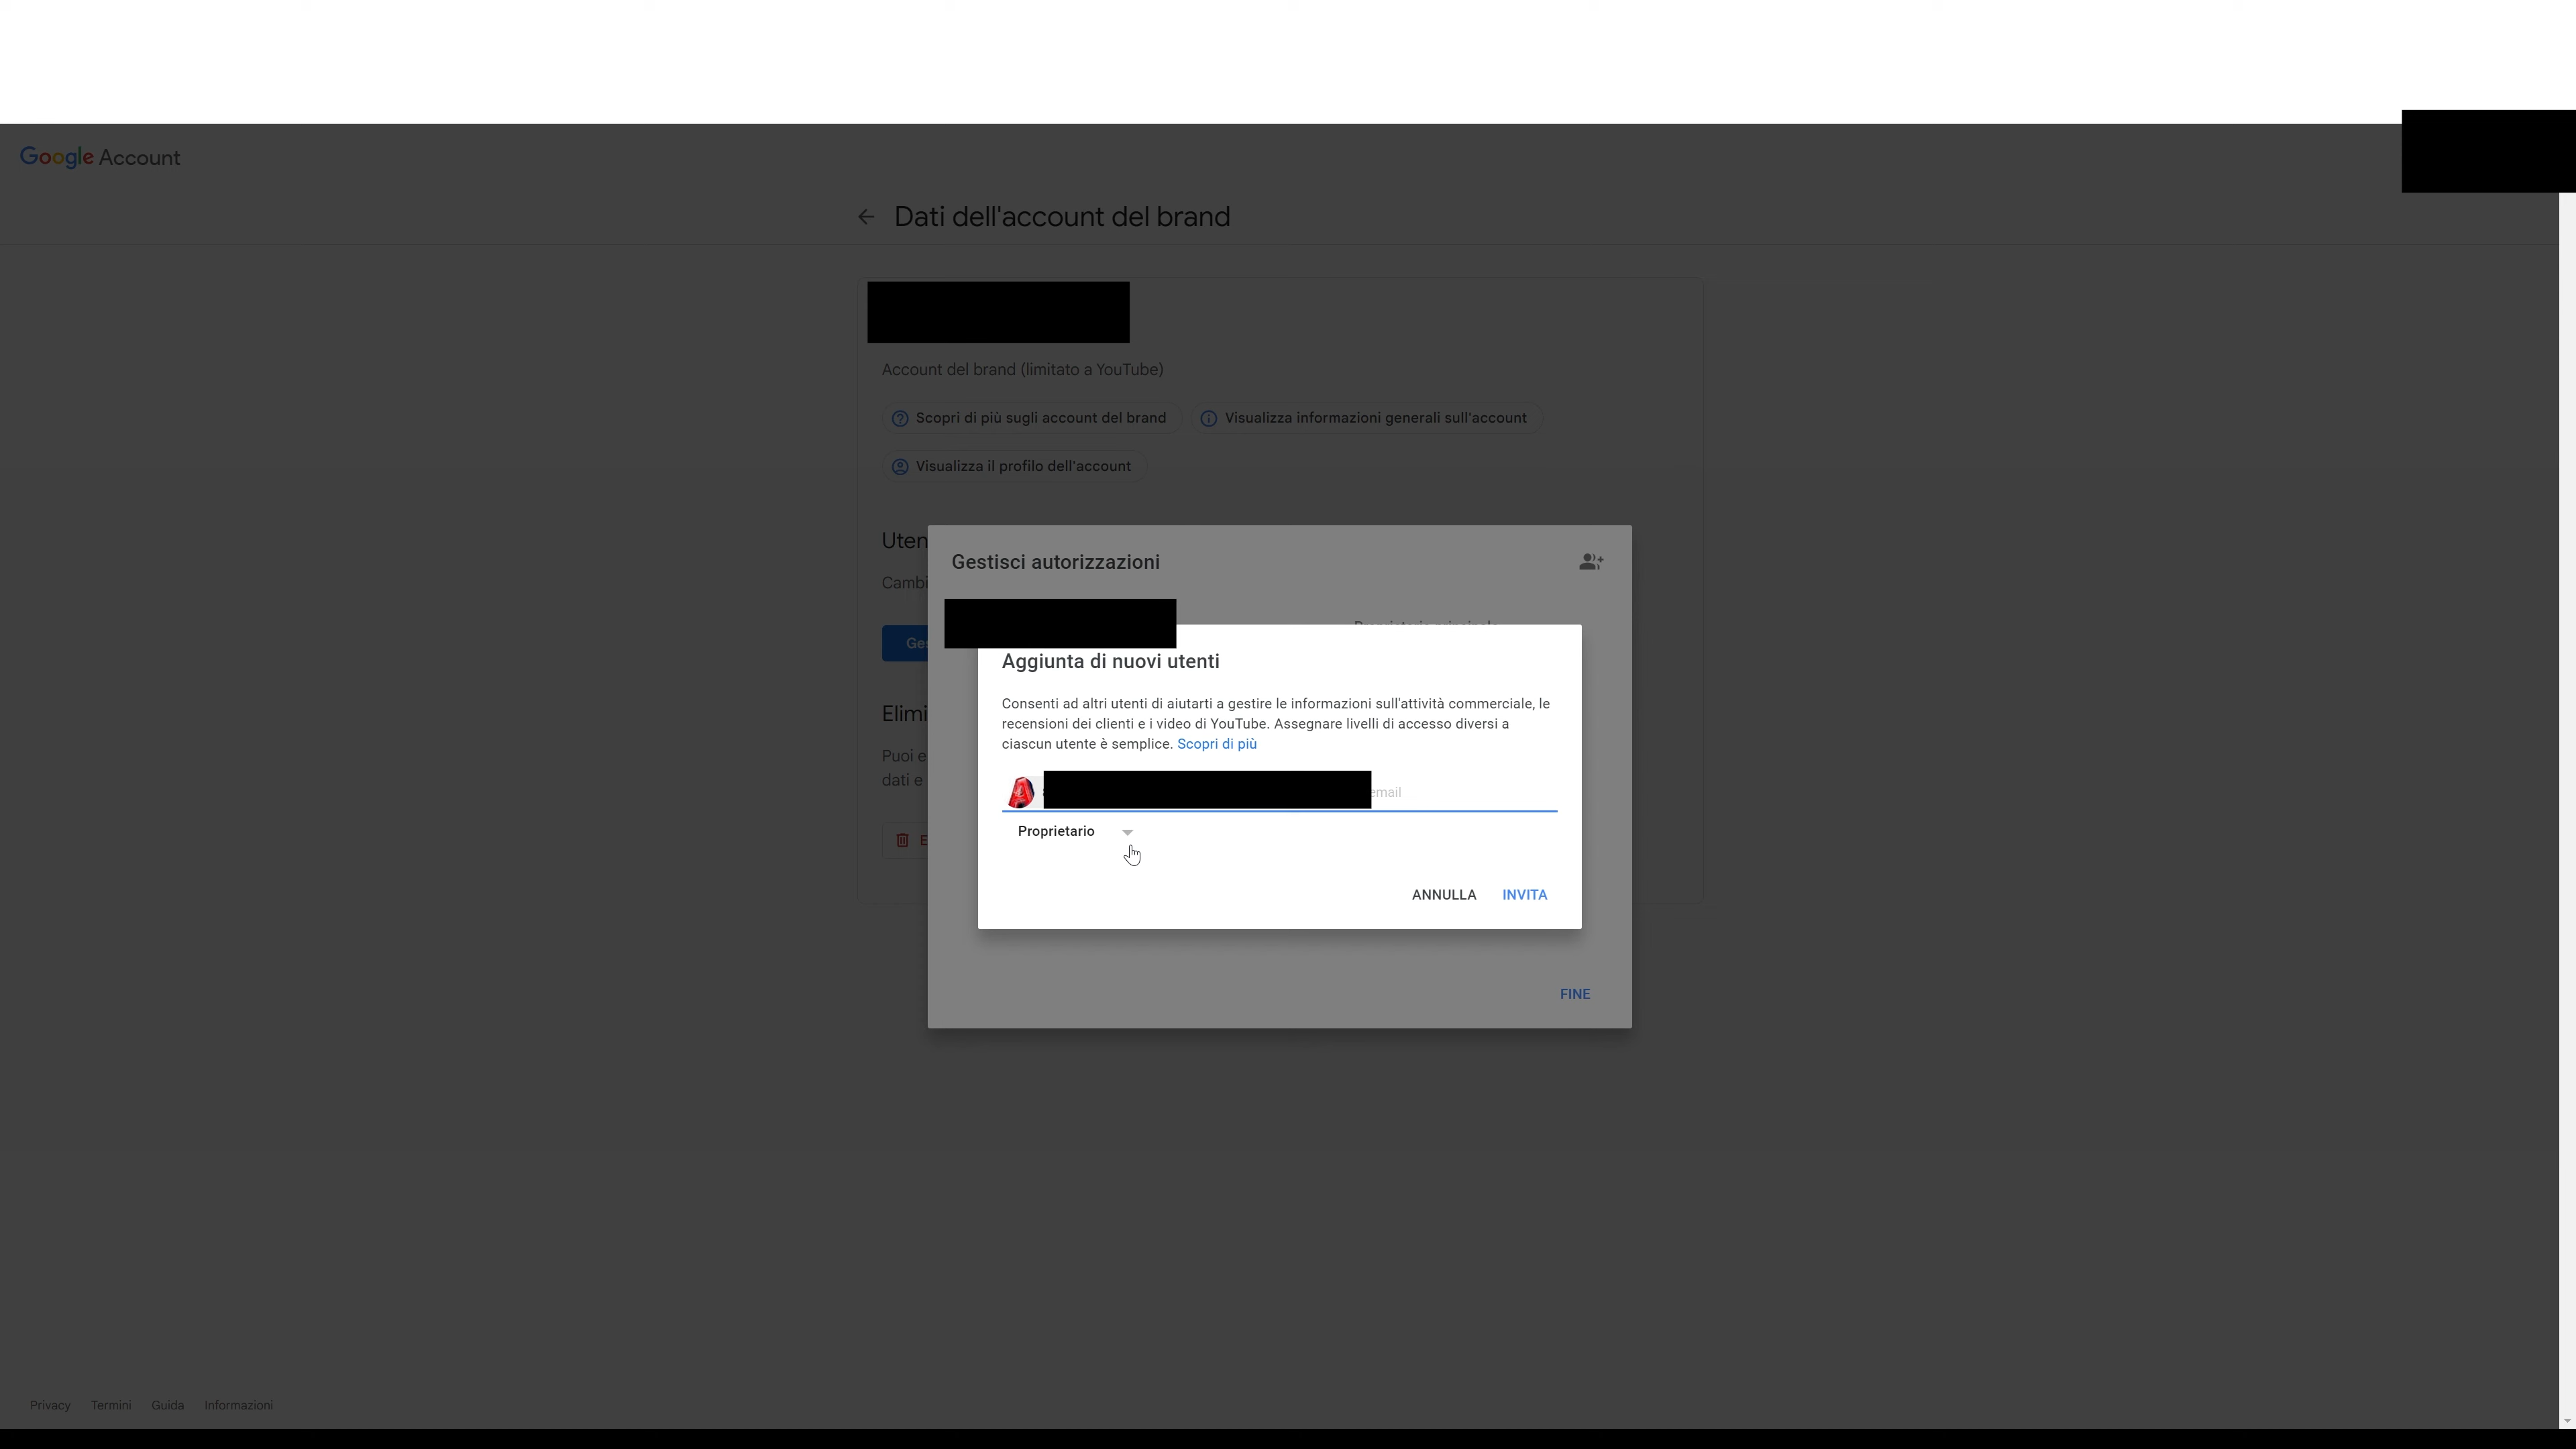 Google Account
Dati dell'account del brand
Account del brand (limitato a YouTube)
Scopri di più sugli account del brand
Visualizza informazioni generali sull'account
Visualizza il profilo dell'account
Uten
Cambi
Ges
Gestisci autorizzazioni
Proprietario principale
Aggiunta di nuovi utenti
Consenti ad altri utenti di aiutarti a gestire le informazioni sull'attività commerciale, le
recensioni dei clienti e i video di YouTube. Assegnare livelli di accesso diversi a
ciascun utente è semplice. Scopri di più
email
Proprietario
ANNULLA INVITA
Elimi
Puoi e
dati e
E
FINE
Privacy Termini Guida Informazioni